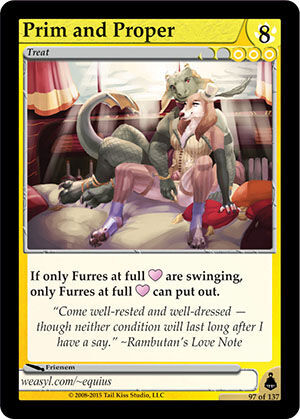 Prim and Proper
8
Treat
If only Furres at full are swinging,
only Furres at full can put out.
"Come well-rested and well-dressed —
though neither condition will last long after I
have a say." ~Rambutan's Love Note
Frienem
weasyl.com/~equius
© 2008-2015 Tail Kiss Studio, LLC
97 of 137